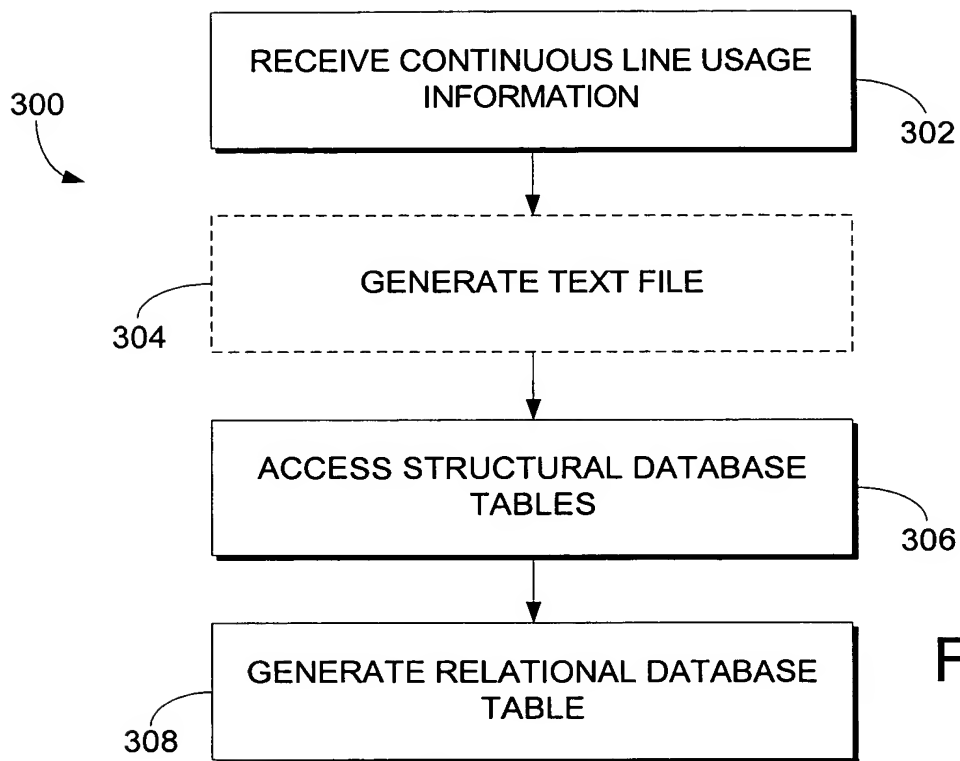 RECEIVE CONTINUOUS LINE USAGE
INFORMATION
300
302
GENERATE TEXT FILE
304
ACCESS STRUCTURAL DATABASE
TABLES
306
GENERATE RELATIONAL DATABASE
TABLE
308
F